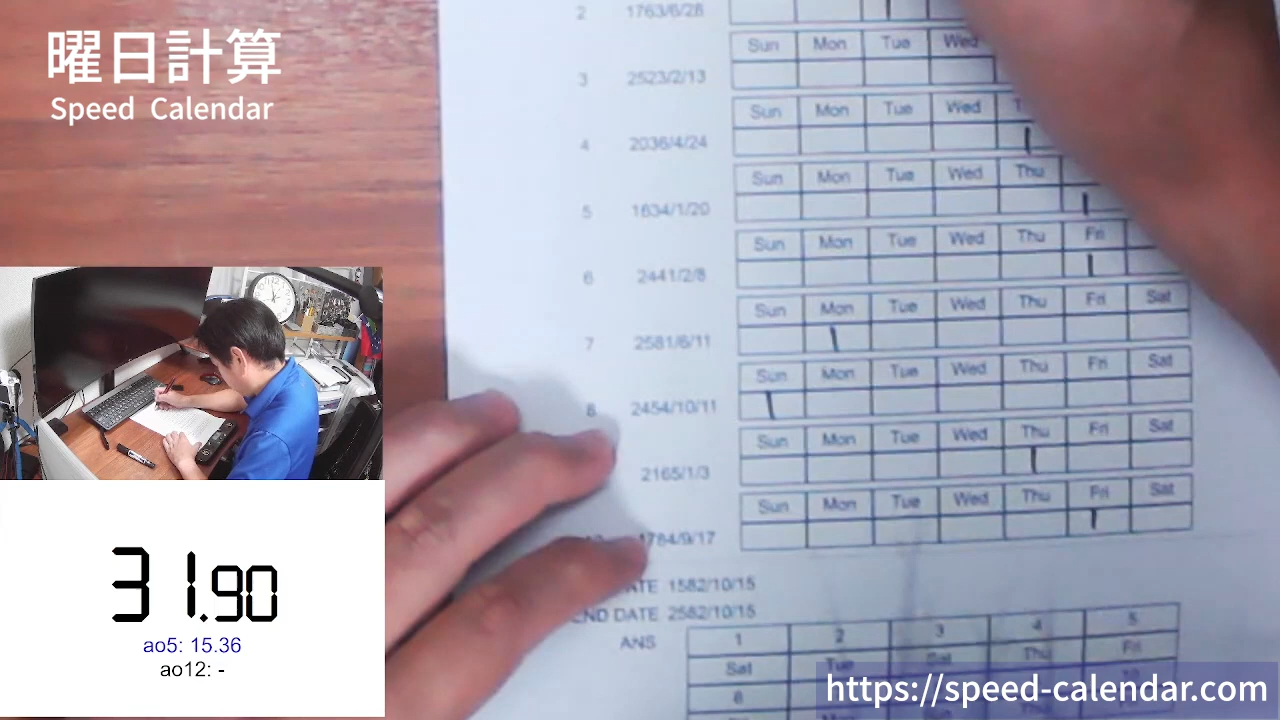 曜日計算
Speed Calendar
2 1763/6/28
Sun Mon Tue Wed
3 2523/2/13
Sun Mon Tue Wed
4 2036/4/24
Sun Mon Tue Wed Thu
5 1634/1/20
Sun Mon Tue Wed Thu Fri
6 2441/2/8
Sun Mon Tue Wed Thu Fri Sat
7 2581/6/11
Sun Mon Tue Wed Thu Fri Sat
8 2454/10/11
Sun Mon Tue Wed Thu Fri Sat
2165/1/3
Sun Mon Tue Wed Thu Fri Sat
1784/9/17
DATE 1582/10/15
END DATE 2582/10/15
ANS 1 2 3 4 5
Sat Tue Sat Thu Fri
6
31.90
ao5: 15.36
ao12: -
https://speed-calendar.com